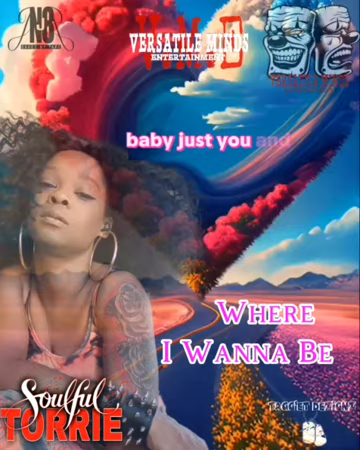 VERSATILE MINDS
ENTERTAINMENT
baby just you and
WHERE
I WANNA BE
Soulful
TORRIE